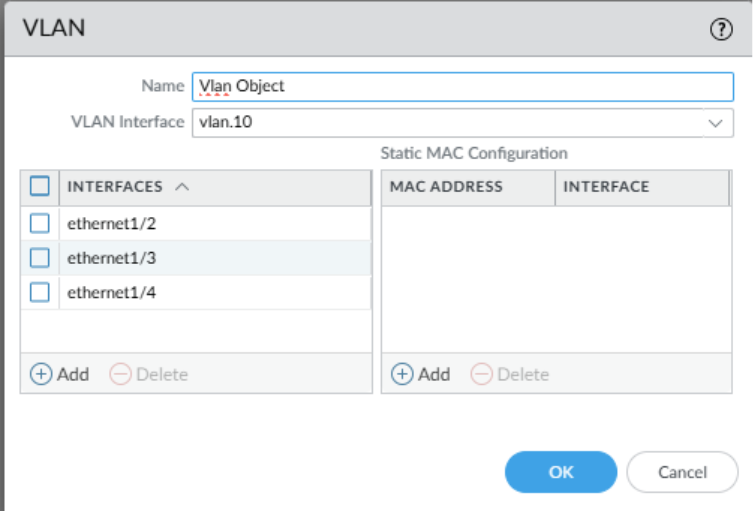 VLAN
?
Name Vlan Object
VLAN Interface vlan.10
Static MAC Configuration
INTERFACES MAC ADDRESS INTERFACE
ethernet1/2
ethernet1/3
ethernet1/4
Add Delete Add Delete
OK Cancel